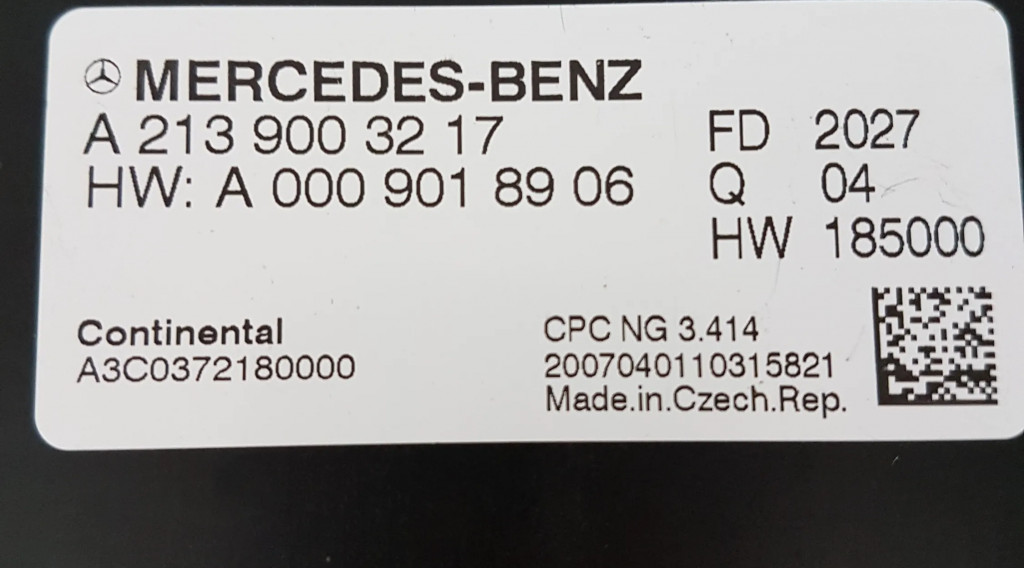 MERCEDES-BENZ
A 213 900 32 17
HW: A 000 901 89 06
FD 2027
Q 04
HW 185000
Continental
A3C0372180000
CPC NG 3.414
2007040110315821
Made.in.Czech.Rep.